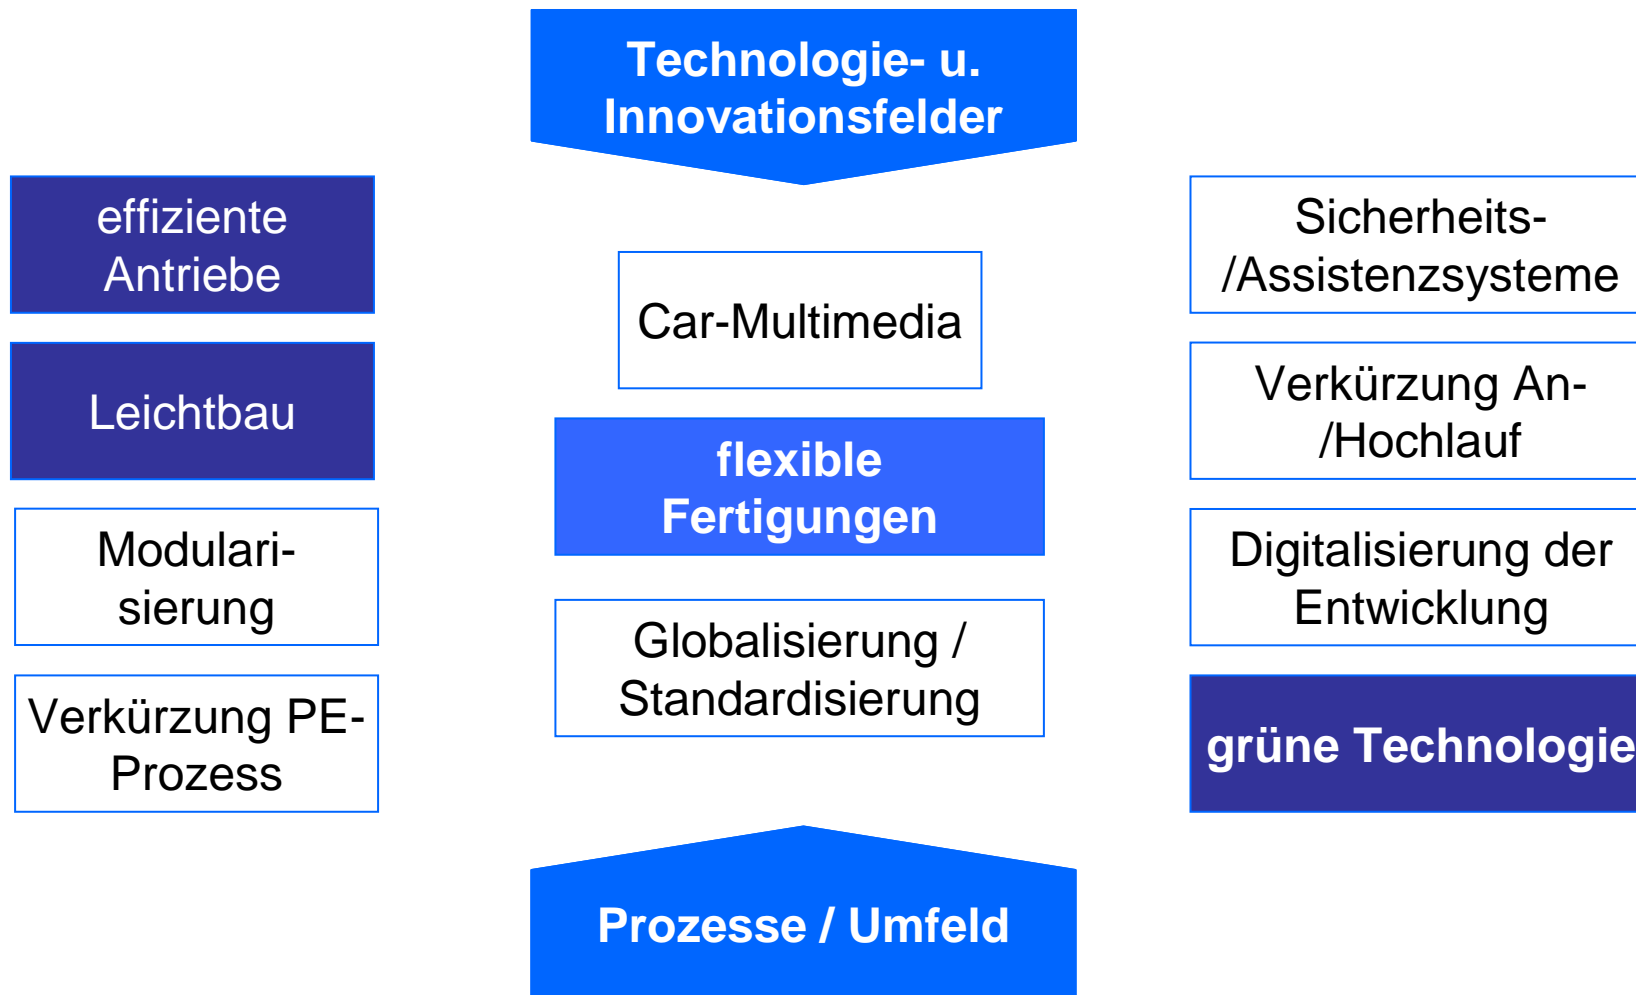 Technologie- u.
Innovationsfelder
effiziente
Antriebe
Leichtbau
Modulari-
sierung
Verkürzung PE-
Prozess
Car-Multimedia
flexible
Fertigungen
Globalisierung /
Standardisierung
Sicherheits-
/Assistenzsysteme
Verkürzung An-
/Hochlauf
Digitalisierung der
Entwicklung
grüne Technologie
Prozesse / Umfeld